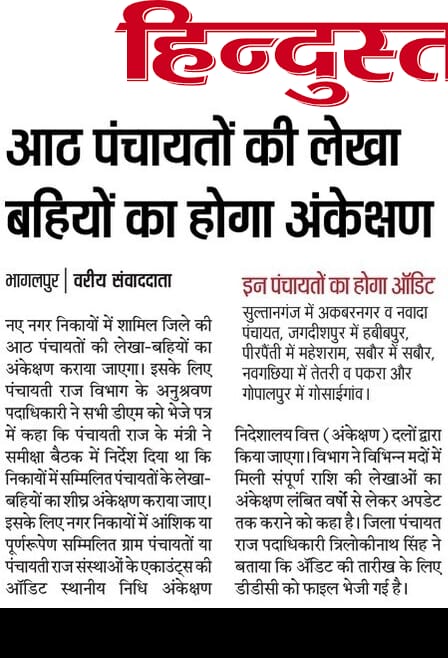 हिन्दुस्त
आठ पंचायतों की लेखा
बहियों का होगा अंकेक्षण
भागलपुर | वरीय संवाददाता
नए नगर निकायों में शामिल जिले की
आठ पंचायतों की लेखा-बहियों का
अंकेक्षण कराया जाएगा। इसके लिए
पंचायती राज विभाग के अनुश्रवण
पदाधिकारी ने सभी डीएम को भेजे पत्र
में कहा कि पंचायती राज के मंत्री ने
समीक्षा बैठक में निर्देश दिया था कि
निकायों में सम्मिलित पंचायतों के लेखा-
बहियों का शीघ्र अंकेक्षण कराया जाए।
इसके लिए नगर निकायों में आंशिक या
पूर्णरूपेण सम्मिलित ग्राम पंचायतों या
पंचायती राज संस्थाओं के एकाउंट्स की
ऑडिट स्थानीय निधि अंकेक्षण
इन पंचायतों का होगा ऑडिट
सुल्तानगंज में अकबरनगर व नवादा
पंचायत, जगदीशपुर में हबीबपुर,
पीरपैंती में महेशराम, सबौर में सबौर,
नवगछिया में तेतरी व पकरा और
गोपालपुर में गोसाईगांव।
निदेशालय वित्त (अंकेक्षण) दलों द्वारा
किया जाएगा। विभाग ने विभिन्न मदों में
मिली संपूर्ण राशि की लेखाओं का
अंकेक्षण लंबित वर्षो से लेकर अपडेट
तक कराने को कहा है। जिला पंचायत
राज पदाधिकारी त्रिलोकीनाथ सिंह ने
बताया कि ऑडिट की तारीख के लिए
डीडीसी को फाइल भेजी गई है।